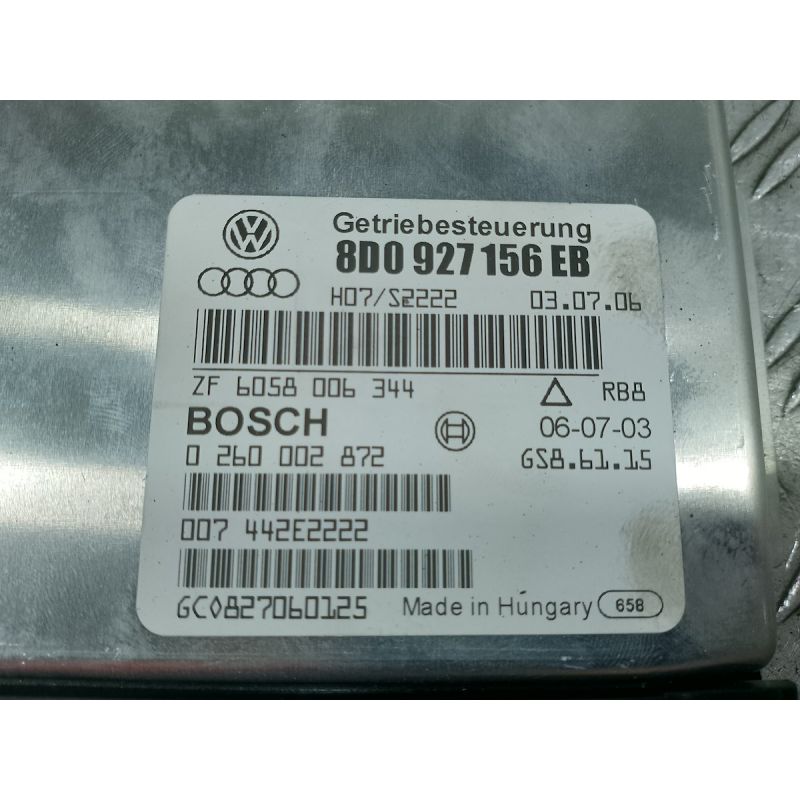 Getriebesteuerung
8D0 927 156 EB
H07/SZ222 03.07.06
ZF 6058 006 344 RB8
BOSCH 06-07-03
0 260 002 872 GS8.61.15
007 442E2222
GC0827060125 Made in Hungary 658